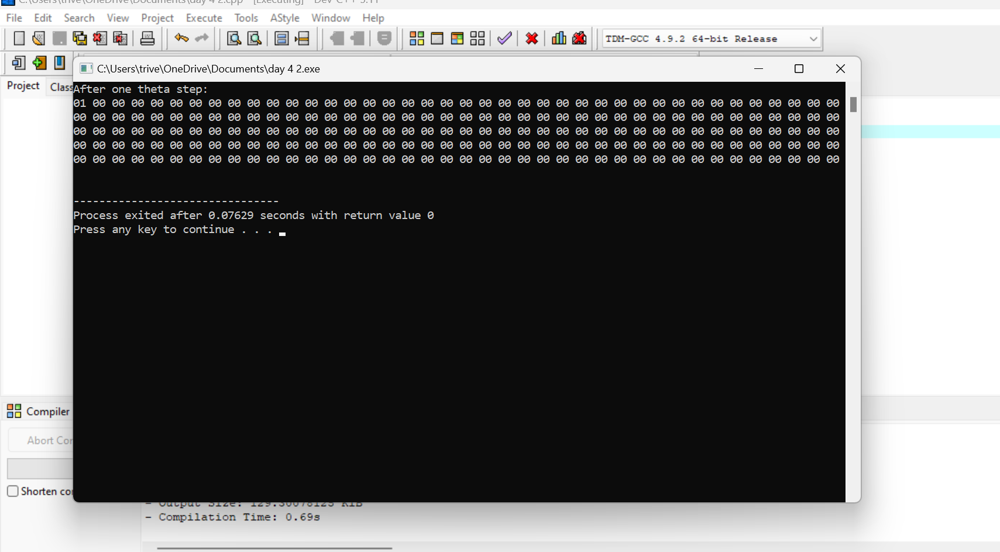 C:\Users\trive\OneDrive\Documents\day 4 2.cpp - [Executing] - Dev-C++ 5.11
File Edit Search View Project Execute Tools AStyle Window Help
TDM-GCC 4.9.2 64-bit Release
C:\Users\trive\OneDrive\Documents\day 4 2.exe
Project Class
After one theta step:
01 00 00 00 00 00 00 00 00 00 00 00 00 00 00 00 00 00 00 00 00 00 00 00 00 00 00 00 00 00 00 00 00 00 00 00 00 00 00 00
00 00 00 00 00 00 00 00 00 00 00 00 00 00 00 00 00 00 00 00 00 00 00 00 00 00 00 00 00 00 00 00 00 00 00 00 00 00 00 00
00 00 00 00 00 00 00 00 00 00 00 00 00 00 00 00 00 00 00 00 00 00 00 00 00 00 00 00 00 00 00 00 00 00 00 00 00 00 00 00
00 00 00 00 00 00 00 00 00 00 00 00 00 00 00 00 00 00 00 00 00 00 00 00 00 00 00 00 00 00 00 00 00 00 00 00 00 00 00 00
00 00 00 00 00 00 00 00 00 00 00 00 00 00 00 00 00 00 00 00 00 00 00 00 00 00 00 00 00 00 00 00 00 00 00 00 00 00 00 00
--------------------------------
Process exited after 0.07629 seconds with return value 0
Press any key to continue . . .
Compiler
Abort Cor
Shorten co
- Output Size: 129.30078125 KiB
- Compilation Time: 0.69s